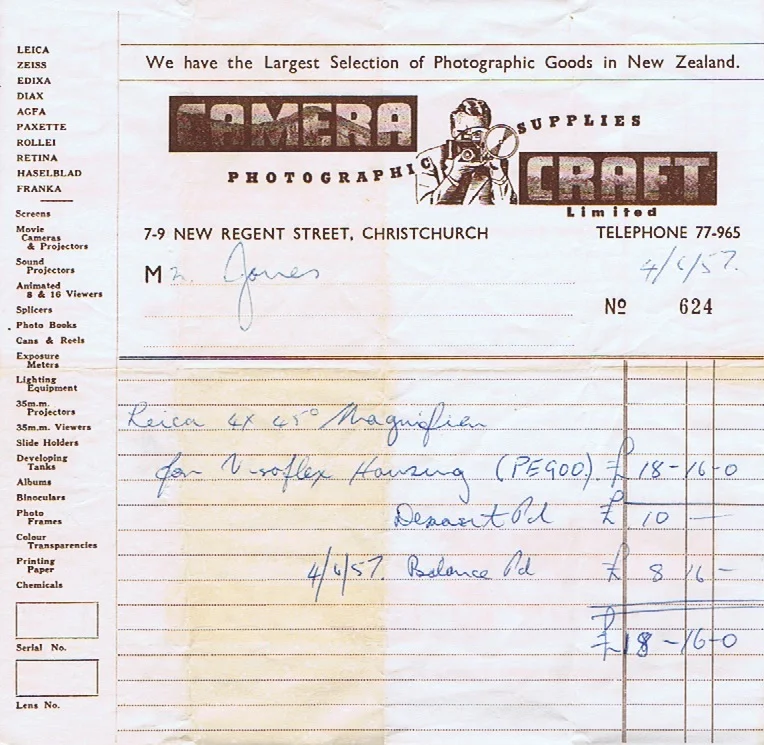 We have the Largest Selection of Photographic Goods in New Zealand.
CAMERA CRAFT
PHOTOGRAPHIC SUPPLIES
Limited
7-9 NEW REGENT STREET, CHRISTCHURCH
TELEPHONE 77-965
Mr. Jones
4/6/57.
Nº 624
LEICA
ZEISS
EDIXA
DIAX
AGFA
PAXETTE
ROLLEI
RETINA
HASELBLAD
FRANKA
Screens
Movie
Cameras
& Projectors
Sound
Projectors
Animated
8 & 16 Viewers
Splicers
Photo Books
Cans & Reels
Exposure
Meters
Lighting
Equipment
35m.m.
Projectors
35m.m. Viewers
Slide Holders
Developing
Tanks
Albums
Binoculars
Photo
Frames
Colour
Transparencies
Printing
Paper
Chemicals
Serial No.
Lens No.
Leica 4x 45° Magnifier
for Visoflex Housing (PEGOO). £ 18-16-0
Deposit Pd £ 10 —
4/6/57. Balance Pd £ 8 16 -
£18-16-0